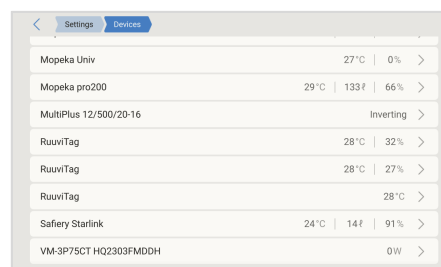 Settings Devices
Mopeka Univ 27°C 0%
Mopeka pro200 29°C 133ℓ 66%
MultiPlus 12/500/20-16 Inverting
RuuviTag 28°C 32%
RuuviTag 28°C 27%
RuuviTag 28°C
Safiery Starlink 24°C 14ℓ 91%
VM-3P75CT HQ2303FMDDH 0W